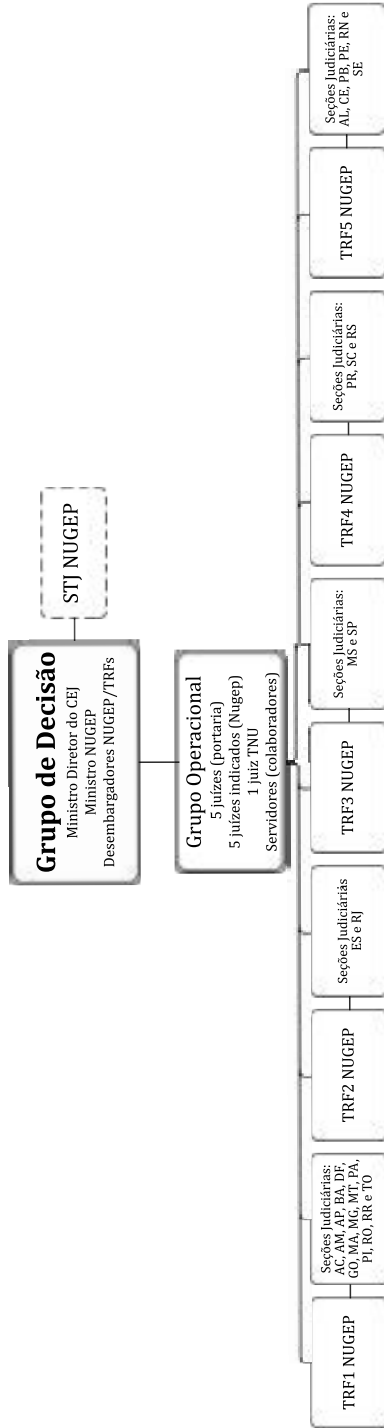 Grupo de Decisão
Ministro Diretor do CEJ
Ministro NUGEP
Desembargadores NUGEP/TRFs
STJ NUGEP
Grupo Operacional
5 juízes (portaria)
5 juízes indicados (Nugep)
1 juiz TNU
Servidores (colaboradores)
TRF1 NUGEP
Seções Judiciárias:
AC, AM, AP, BA, DF,
GO, MA, MG, MT, PA,
PI, RO, RR e TO
TRF2 NUGEP
Seções Judiciáriás
ES e RJ
TRF3 NUGEP
Seções Judiciárias:
MS e SP
TRF4 NUGEP
Seções Judiciárias:
PR, SC e RS
TRF5 NUGEP
Seções Judiciárias:
AL, CE, PB, PE, RN e
SE